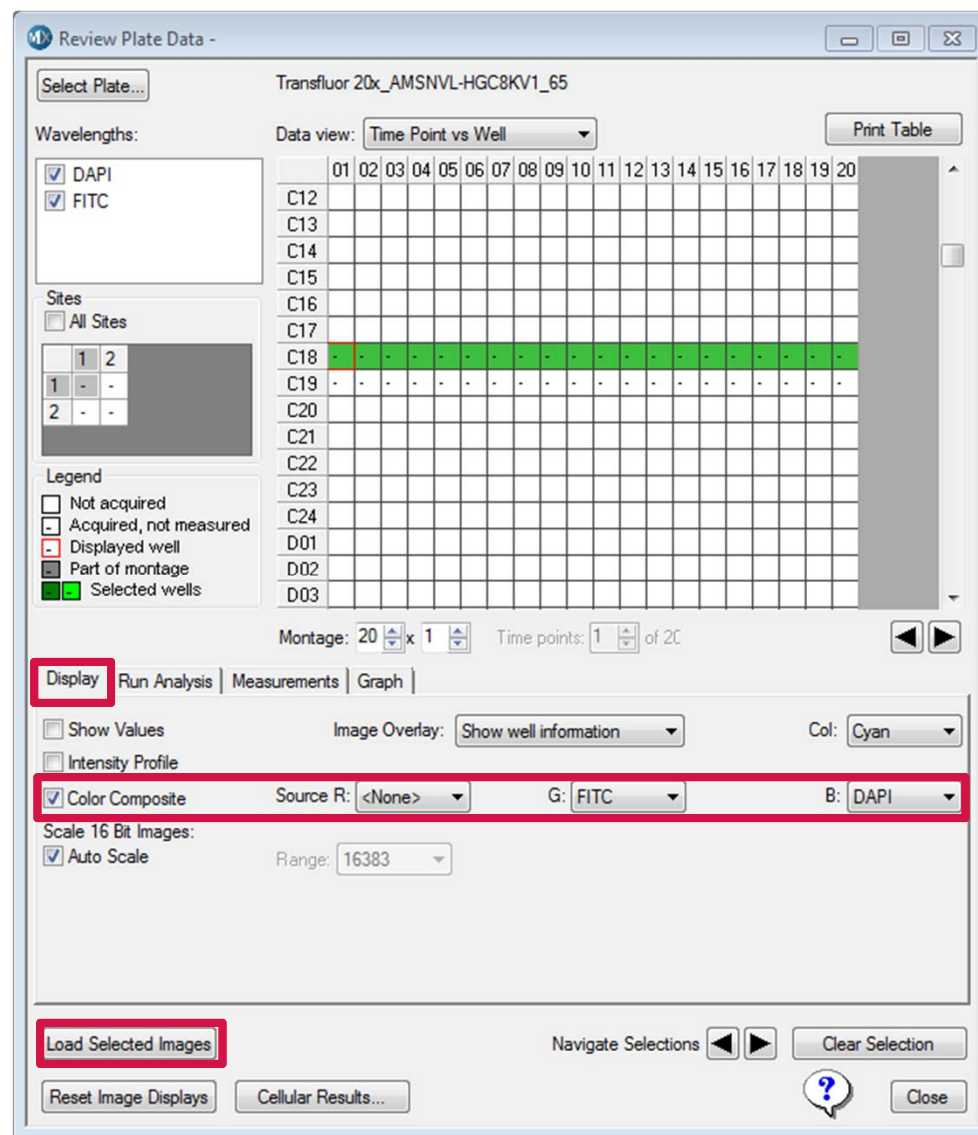 MX Review Plate Data -
Select Plate... Transfluor 20x_AMSNVL-HGC8KV1_65
Wavelengths: Data view: Time Point vs Well Print Table
DAPI
FITC
01 02 03 04 05 06 07 08 09 10 11 12 13 14 15 16 17 18 19 20
C12
C13
C14
C15
Sites
All Sites
C16
C17
1 2
C18 - - - - - - - - - - - - - - - - - - - -
1 - -
C19 - - - - - - - - - - - - - - - - - - - -
2 - -
C20
C21
C22
Legend
C23
Not acquired
C24
- Acquired, not measured
D01
- Displayed well
D02
- Part of montage
D03
- - Selected wells
Montage: 20 x 1 Time points: 1 of 20
Display Run Analysis Measurements Graph
Show Values Image Overlay: Show well information Col: Cyan
Intensity Profile
Color Composite Source R: <None> G: FITC B: DAPI
Scale 16 Bit Images:
Auto Scale Range: 16383
Load Selected Images Navigate Selections Clear Selection
Reset Image Displays Cellular Results... ? Close